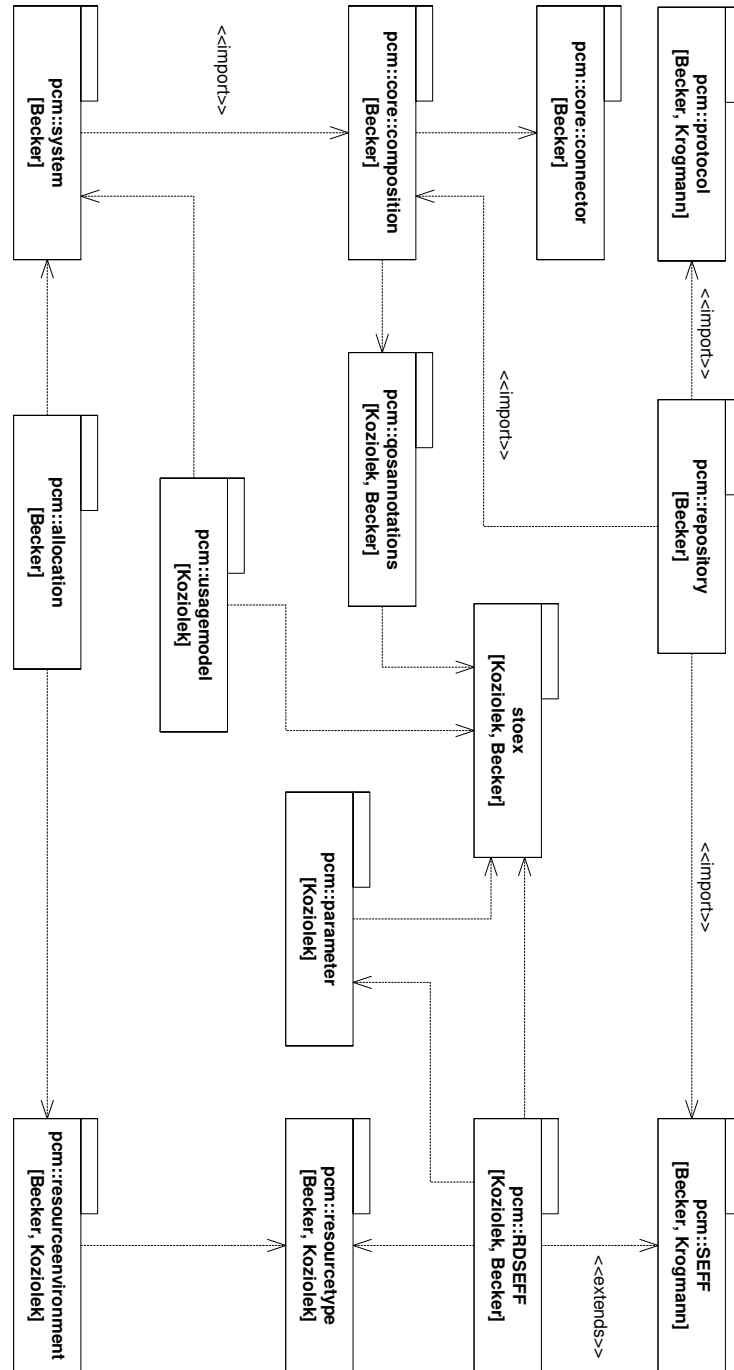 pcm::protocol
[Becker, Krogmann]
<<import>>
pcm::repository
[Becker]
<<import>>
pcm::SEFF
[Becker, Krogmann]
<<extends>>
pcm::core::connector
[Becker]
<<import>>
stoex
[Koziolek, Becker]
pcm::RDSEFF
[Koziolek, Becker]
pcm::core::composition
[Becker]
pcm::qosannotations
[Koziolek, Becker]
pcm::parameter
[Koziolek]
pcm::resourcetype
[Becker, Koziolek]
<<import>>
pcm::usagemodel
[Koziolek]
pcm::system
[Becker]
pcm::allocation
[Becker]
pcm::resourceenvironment
[Becker, Koziolek]